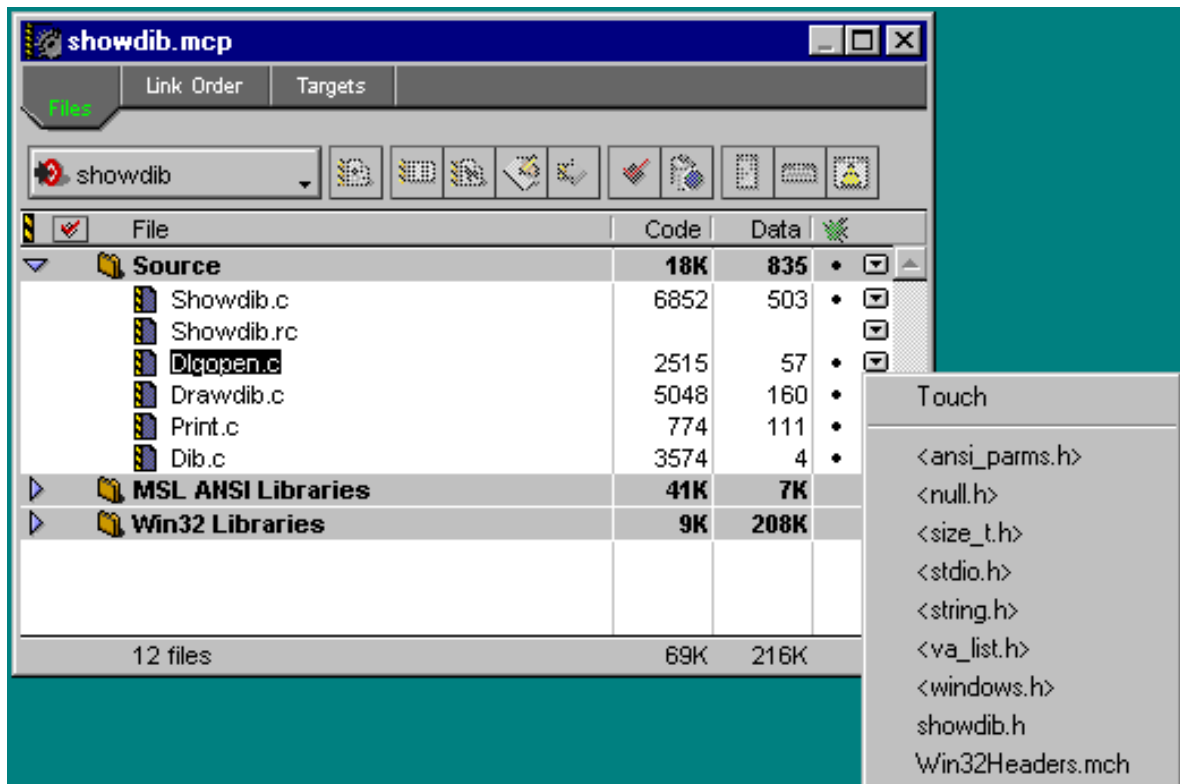 showdib.mcp
Files Link Order Targets
showdib
File Code Data
Source 18K 835
Showdib.c 6852 503
Showdib.rc
Dlgopen.c 2515 57
Drawdib.c 5048 160
Print.c 774 111
Dib.c 3574 4
MSL ANSI Libraries 41K 7K
Win32 Libraries 9K 208K
12 files 69K 216K
Touch
<ansi_parms.h>
<null.h>
<size_t.h>
<stdio.h>
<string.h>
<va_list.h>
<windows.h>
showdib.h
Win32Headers.mch